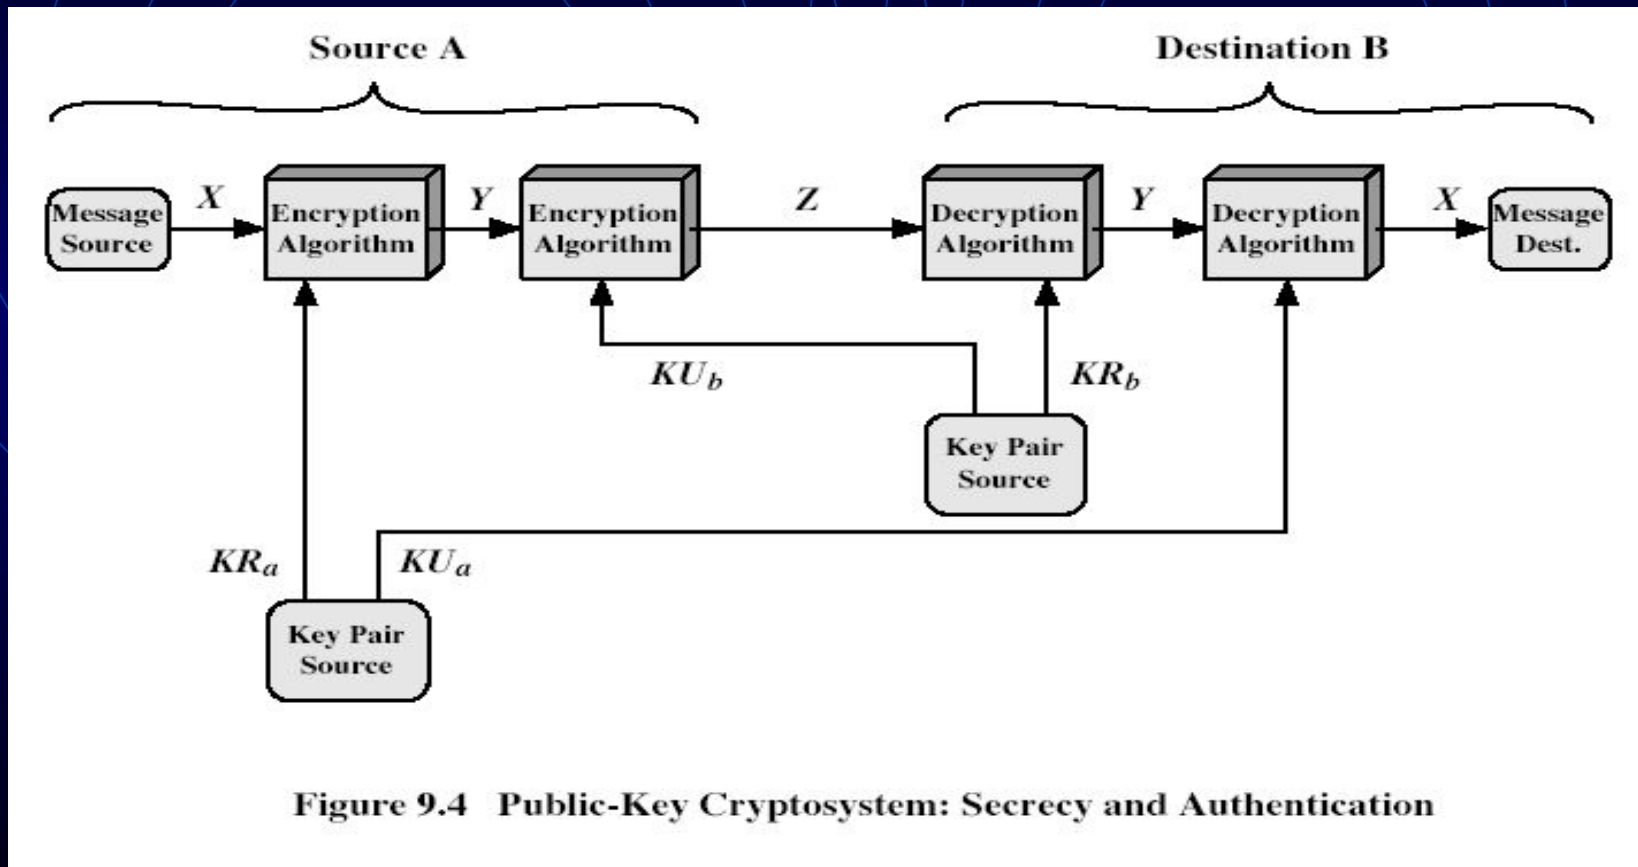 Source A
Destination B
Message
Source
X
Encryption
Algorithm
Y
Encryption
Algorithm
Z
Decryption
Algorithm
Y
Decryption
Algorithm
X
Message
Dest.
KUb
KRb
Key Pair
Source
KRa
KUa
Key Pair
Source
Figure 9.4 Public-Key Cryptosystem: Secrecy and Authentication